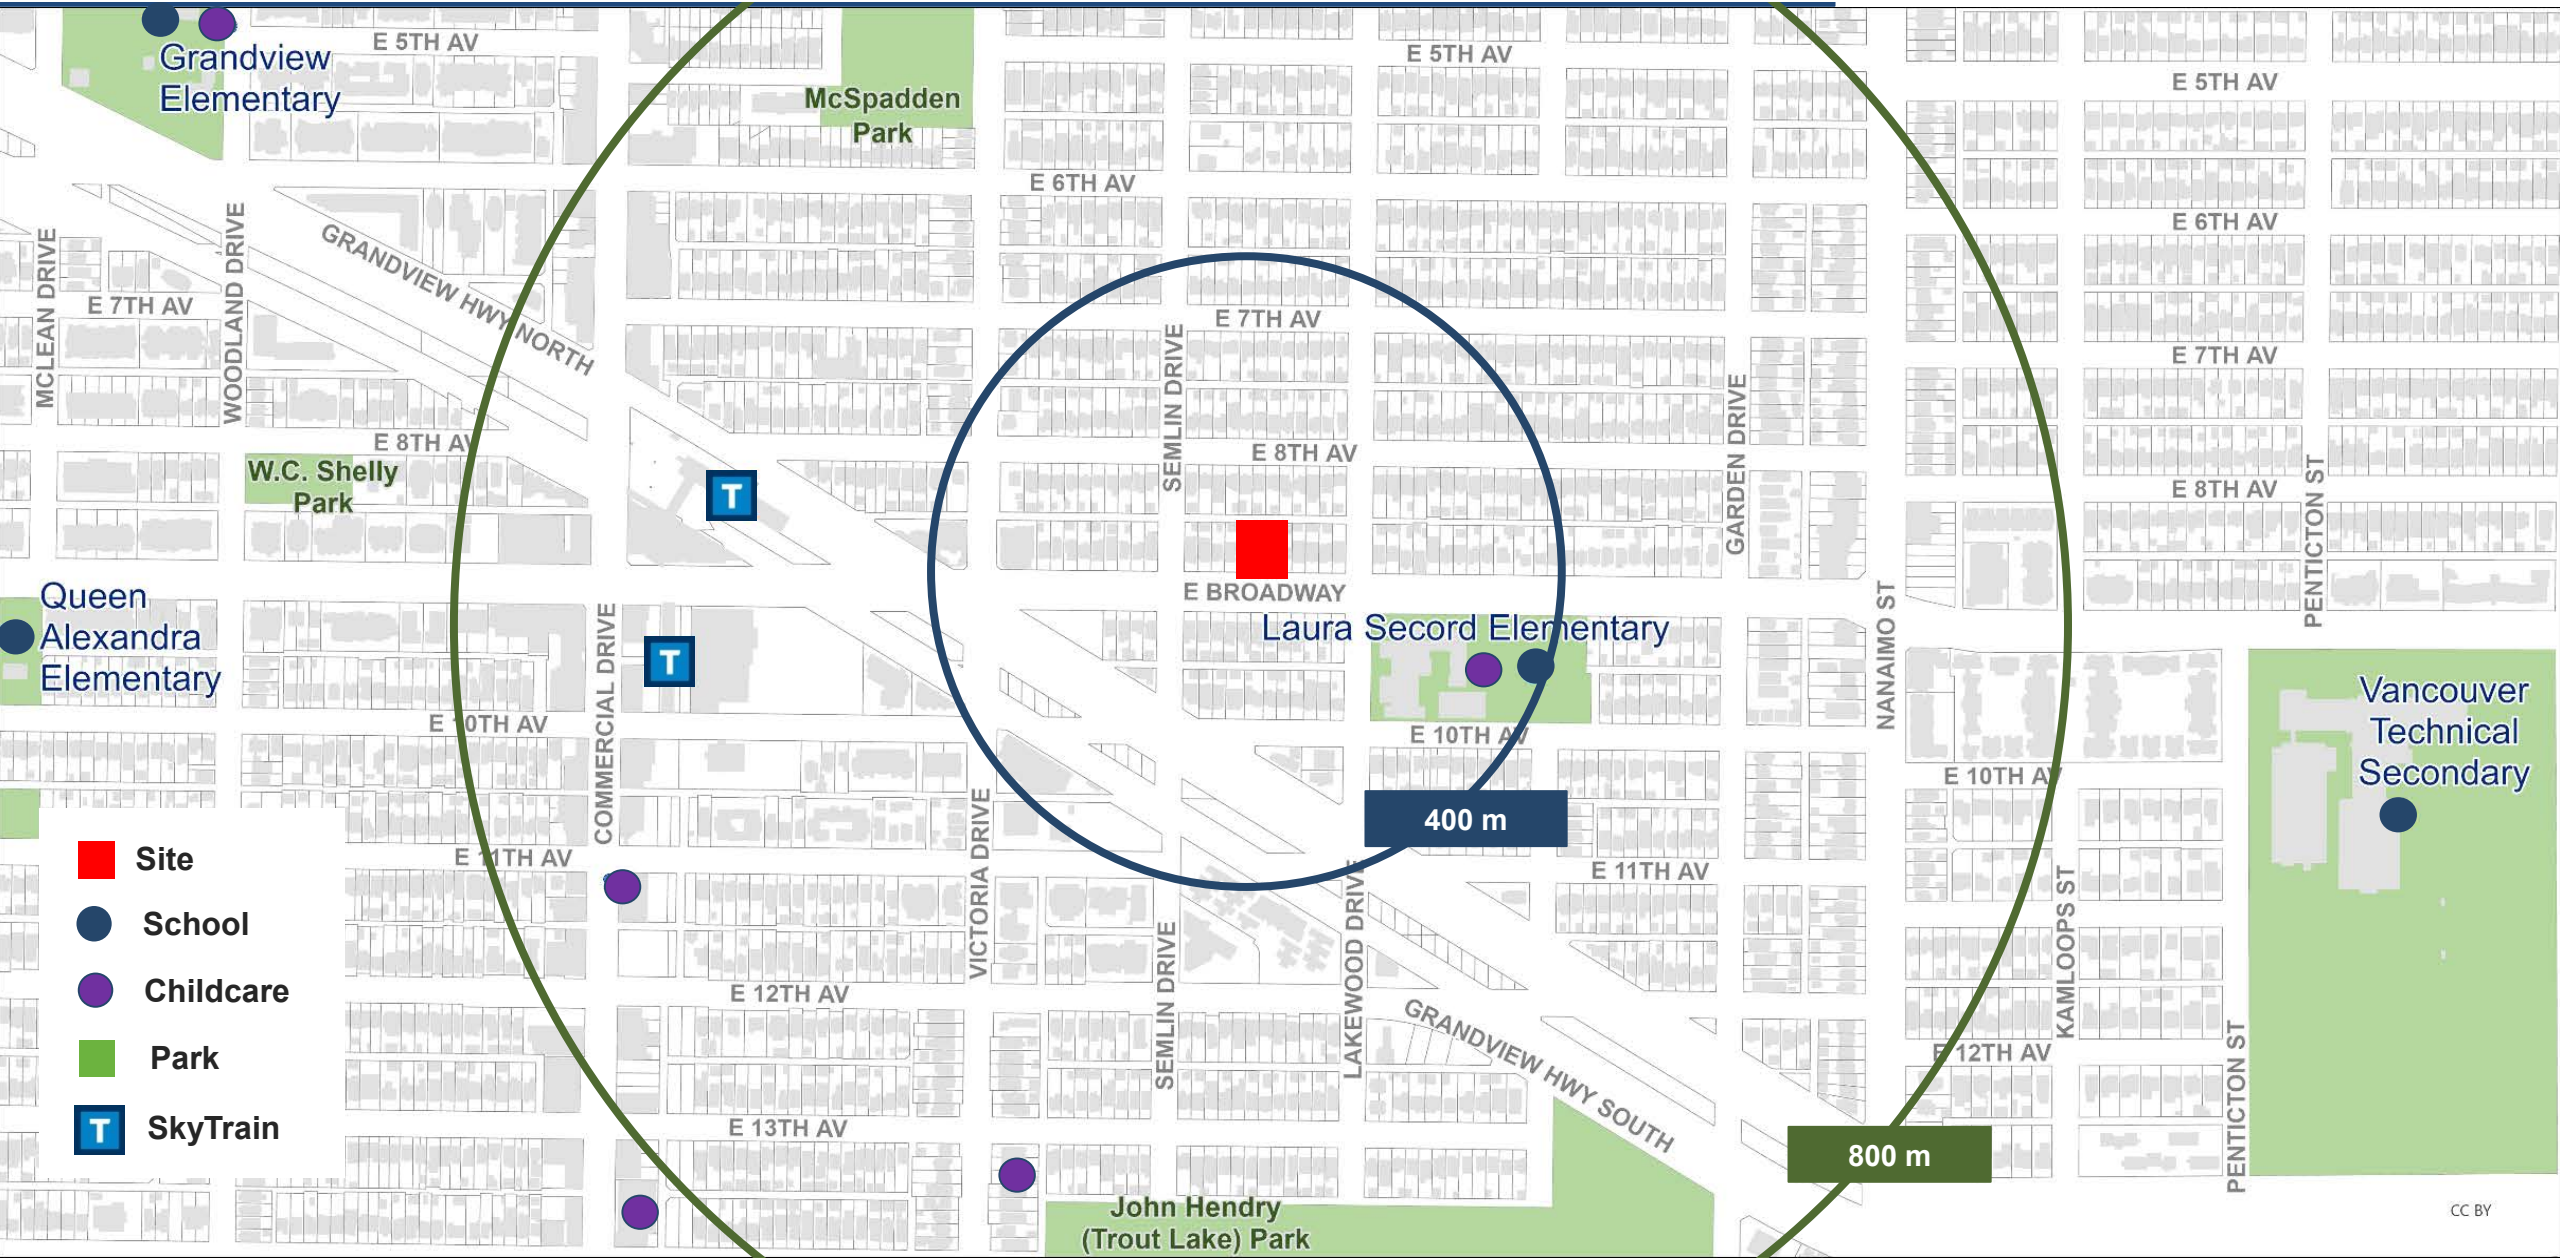 E 5TH AV
E 5TH AV
E 5TH AV
Grandview
Elementary
McSpadden
Park
E 6TH AV
E 6TH AV
GRANDVIEW HWY NORTH
MCLEAN DRIVE
WOODLAND DRIVE
E 7TH AV
E 7TH AV
E 7TH AV
SEMLIN DRIVE
GARDEN DRIVE
E 8TH AV
E 8TH AV
E 8TH AV
W.C. Shelly
Park
T
PENTICTON ST
E BROADWAY
Queen
Alexandra
Elementary
Laura Secord Elementary
T
COMMERCIAL DRIVE
NANAIMO ST
Vancouver
Technical
Secondary
E 10TH AV
E 10TH AV
E 10TH AV
400 m
VICTORIA DRIVE
E 11TH AV
E 11TH AV
LAKEWOOD DRIVE
KAMLOOPS ST
SEMLIN DRIVE
E 12TH AV
E 12TH AV
GRANDVIEW HWY SOUTH
PENTICTON ST
E 13TH AV
800 m
John Hendry
(Trout Lake) Park
Site
School
Childcare
Park
T SkyTrain
CC BY